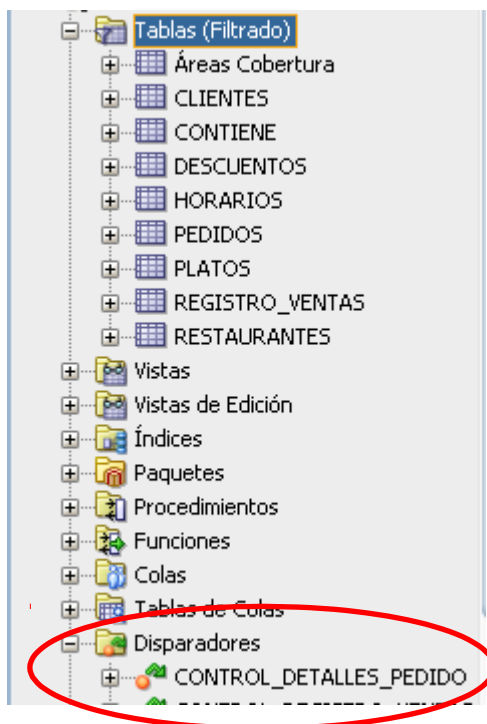 Tablas (Filtrado)
Áreas Cobertura
CLIENTES
CONTIENE
DESCUENTOS
HORARIOS
PEDIDOS
PLATOS
REGISTRO_VENTAS
RESTAURANTES
Vistas
Vistas de Edición
Índices
Paquetes
Procedimientos
Funciones
Colas
Tablas de Colas
Disparadores
CONTROL_DETALLES_PEDIDO